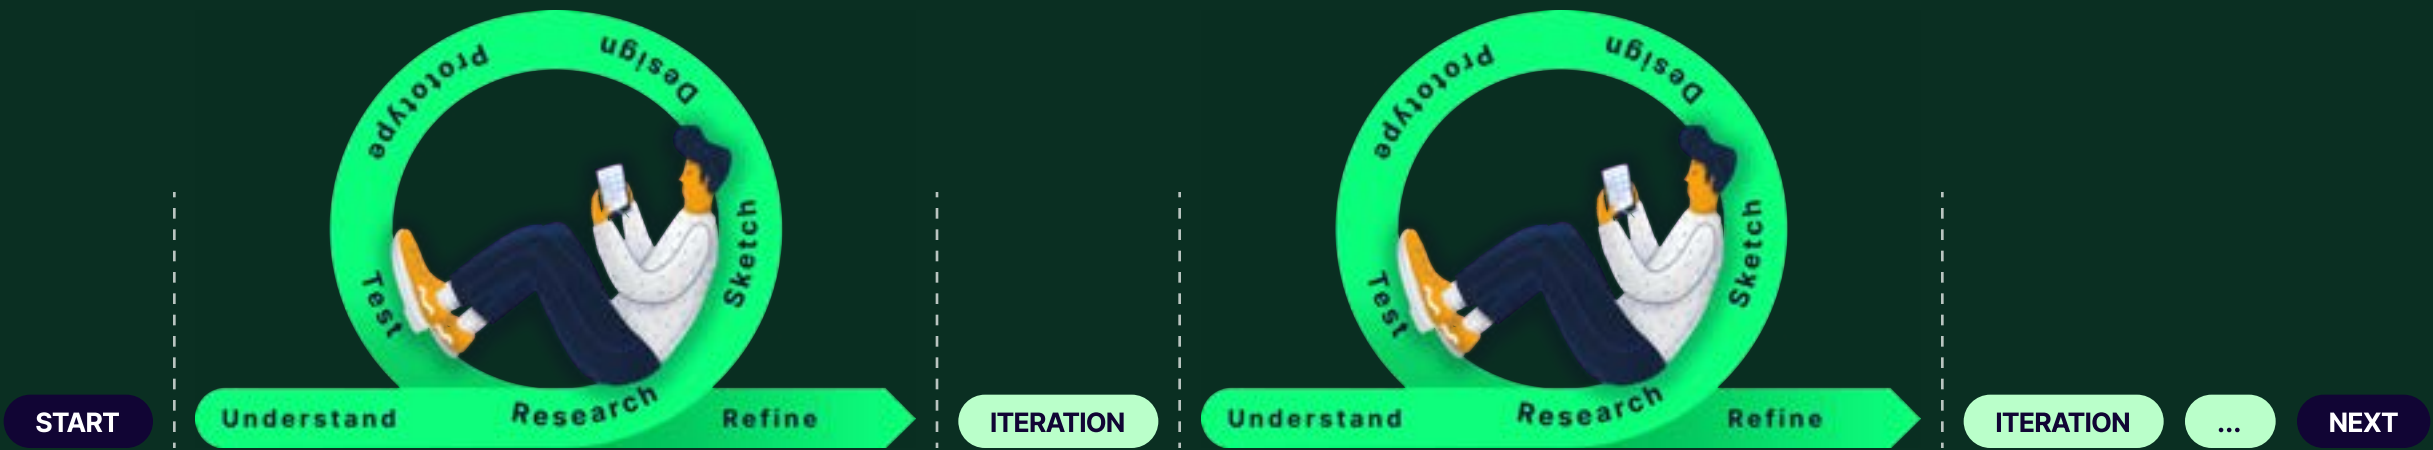 START
Understand
Research
Sketch
Design
Prototype
Test
Refine
ITERATION
Understand
Research
Sketch
Design
Prototype
Test
Refine
ITERATION
...
NEXT